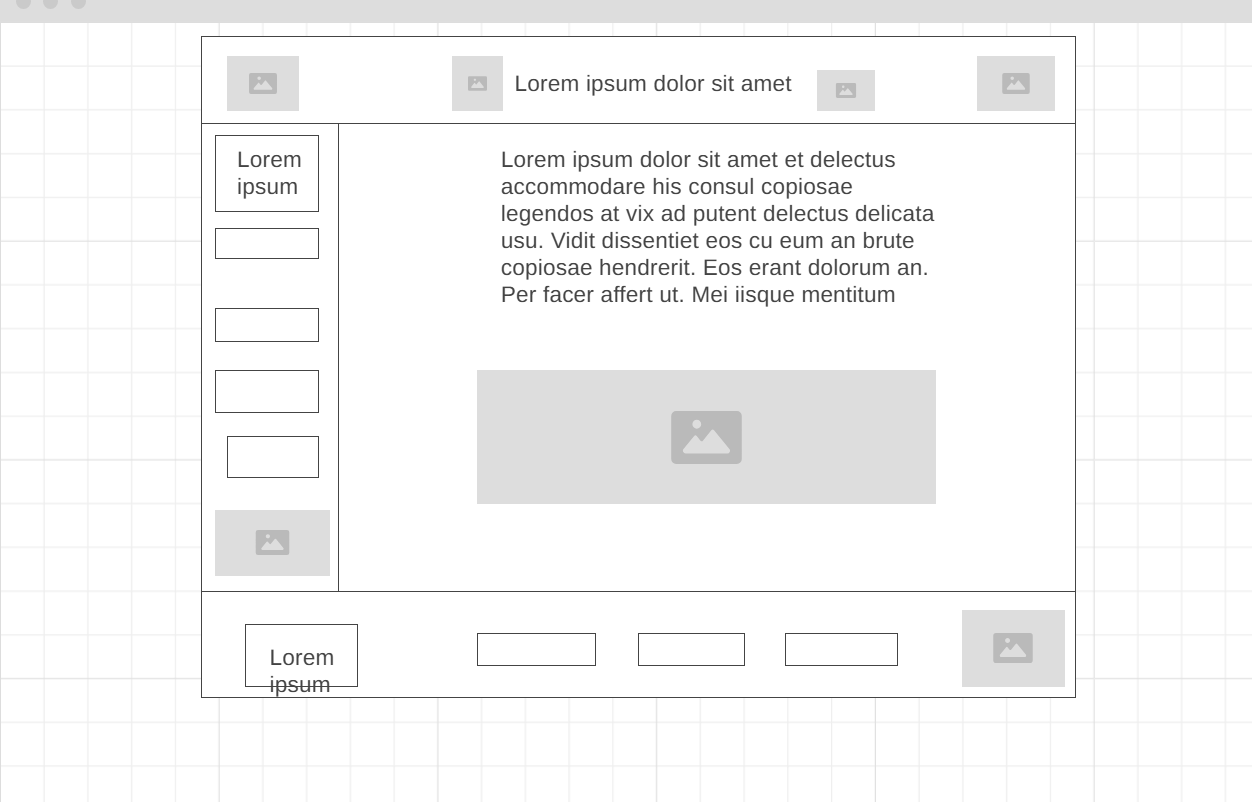 Lorem ipsum dolor sit amet
Lorem
ipsum
Lorem ipsum dolor sit amet et delectus
accommodare his consul copiosae
legendos at vix ad putent delectus delicata
usu. Vidit dissentiet eos cu eum an brute
copiosae hendrerit. Eos erant dolorum an.
Per facer affert ut. Mei iisque mentitum
Lorem
ipsum